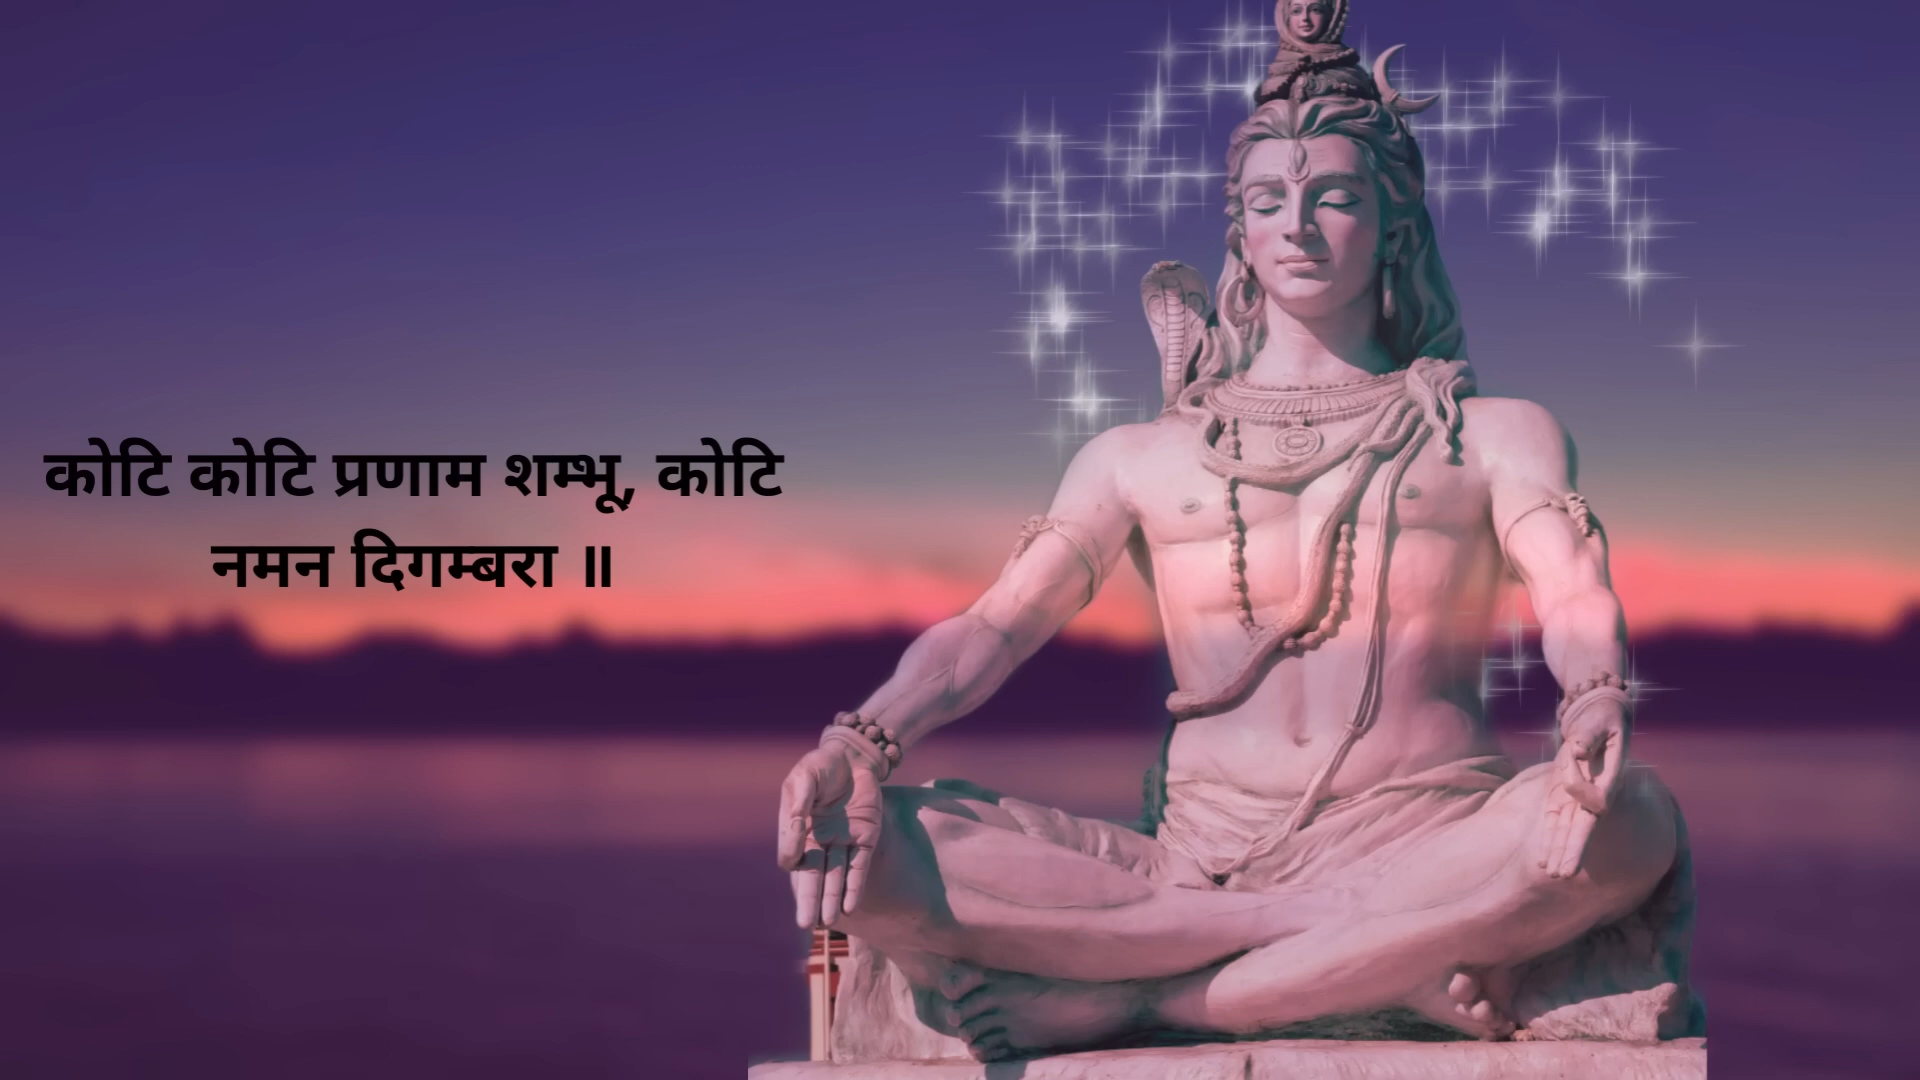 कोटि कोटि प्रणाम शम्भू, कोटि
नमन दिगम्बरा ॥